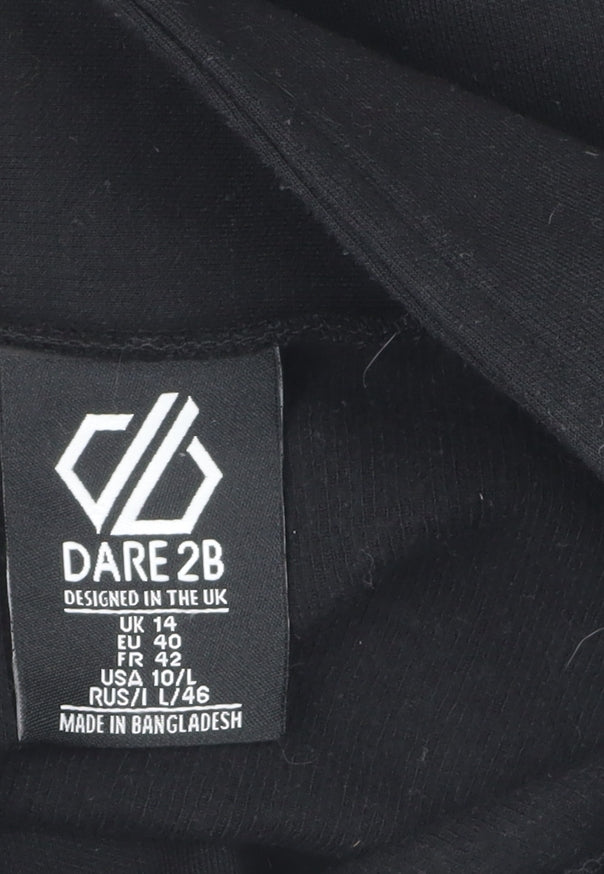 DARE 2B
DESIGNED IN THE UK
UK 14
EU 40
FR 42
USA 10/L
RUS/I L/46
MADE IN BANGLADESH